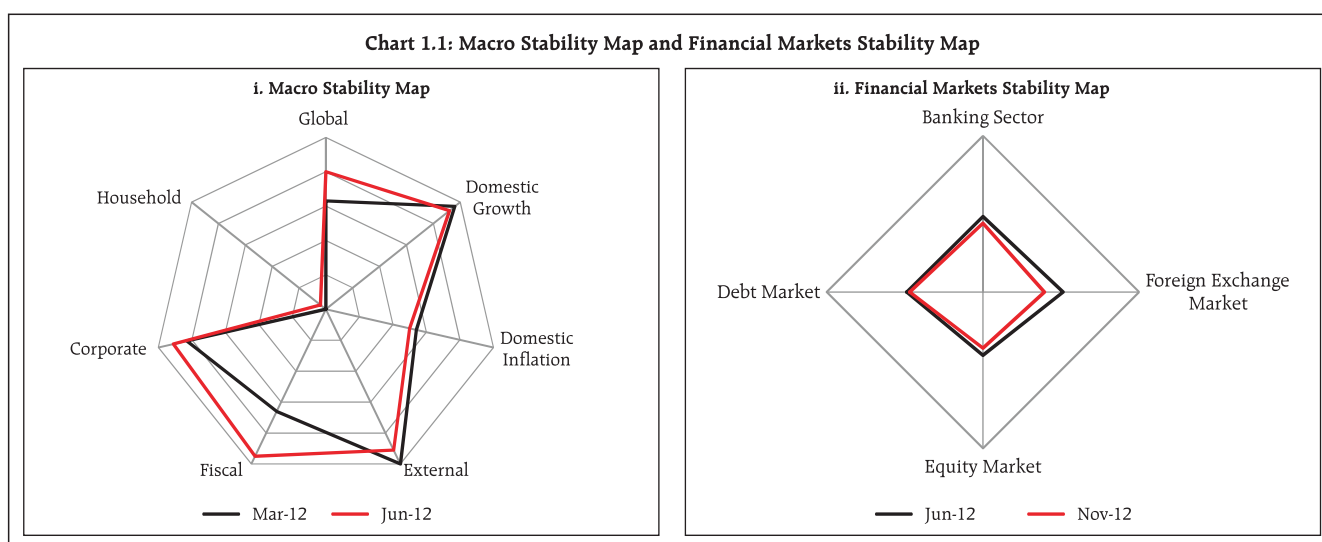 Chart 1.1: Macro Stability Map and Financial Markets Stability Map
i. Macro Stability Map
Global
Household
Domestic
Growth
Corporate
Domestic
Inflation
Fiscal
External
Mar-12
Jun-12
ii. Financial Markets Stability Map
Banking Sector
Debt Market
Foreign Exchange
Market
Equity Market
Jun-12
Nov-12